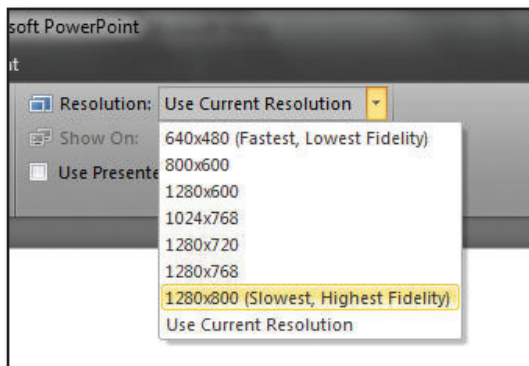 soft PowerPoint
nt
Resolution: Use Current Resolution
Show On: 640x480 (Fastest, Lowest Fidelity)
Use Presente 800x600
1280x600
1024x768
1280x720
1280x768
1280x800 (Slowest, Highest Fidelity)
Use Current Resolution